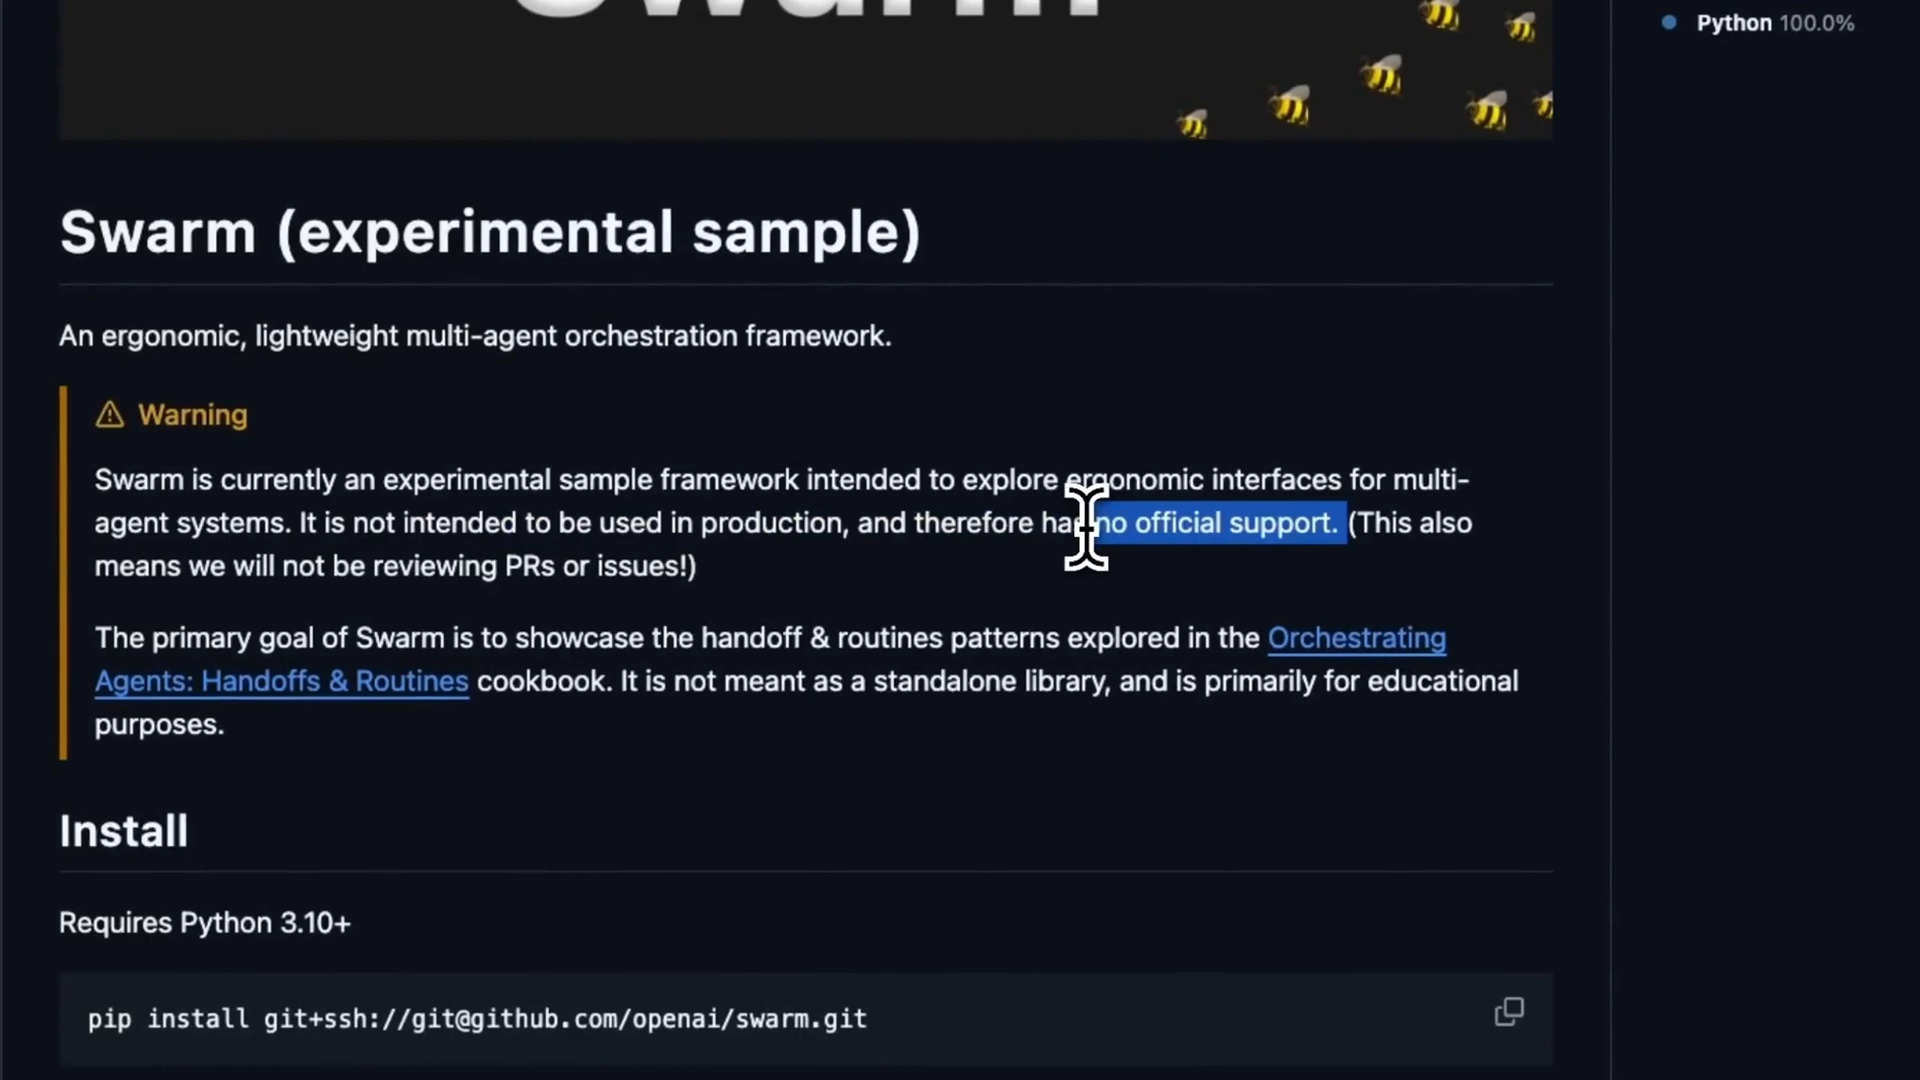 Swarm
Python 100.0%
Swarm (experimental sample)
An ergonomic, lightweight multi-agent orchestration framework.
Warning
Swarm is currently an experimental sample framework intended to explore ergonomic interfaces for multi-
agent systems. It is not intended to be used in production, and therefore has no official support. (This also
means we will not be reviewing PRs or issues!)
The primary goal of Swarm is to showcase the handoff & routines patterns explored in the Orchestrating
Agents: Handoffs & Routines cookbook. It is not meant as a standalone library, and is primarily for educational
purposes.
Install
Requires Python 3.10+
pip install git+ssh://git@github.com/openai/swarm.git